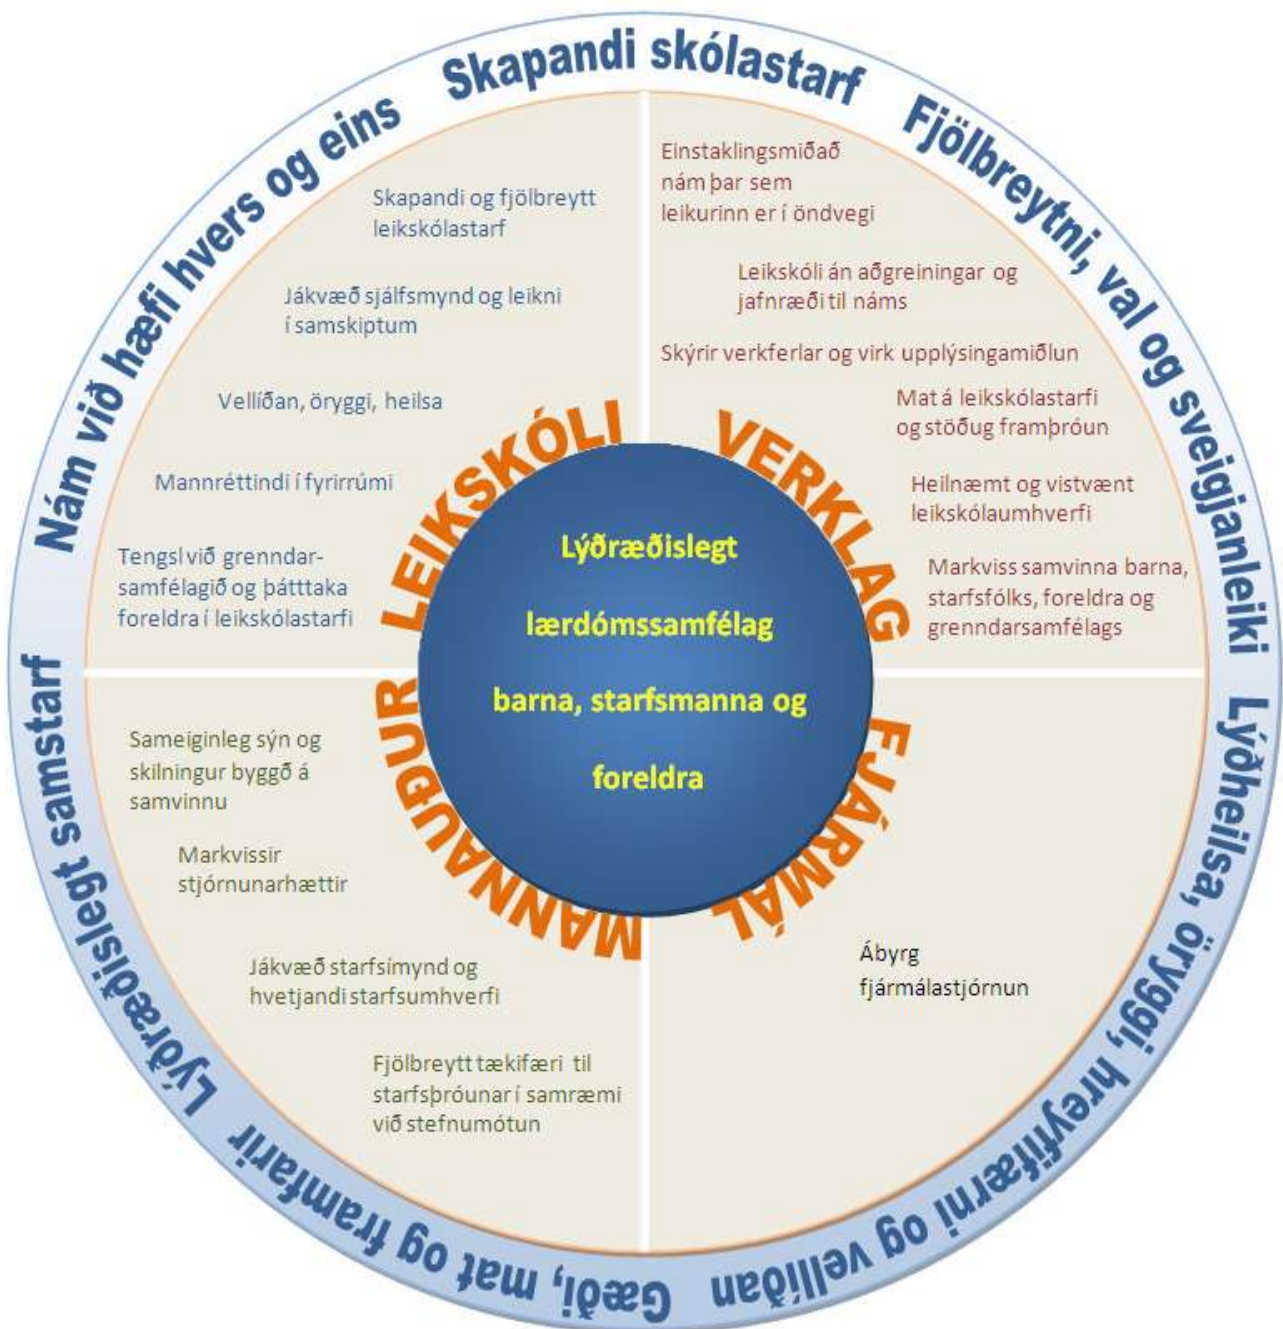 Skapandi skólastarf
Fjölbreytni, val og sveigjanleiki
Lýðheilsa, öryggi, hreyfifærni og vellíðan
Gæði, mat og framfarir
Lýðræðislegt samstarf
Nám við hæfi hvers og eins
LEIKSKÓLI
Skapandi og fjölbreytt
leikskólastarf
Jákvæð sjálfsmynd og leikni
í samskiptum
Vellíðan, öryggi, heilsa
Mannréttindi í fyrirrúmi
Tengsl við grenndar-
samfélagið og þátttaka
foreldra í leikskólastarfi
VERKLAG
Einstaklingsmiðað
nám þar sem
leikurinn er í öndvegi
Leikskóli án aðgreiningar og
jafnræði til náms
Skýrir verkferlar og virk upplýsingamiðlun
Mat á leikskólastarfi
og stöðug framþróun
Heilnæmt og vistvænt
leikskólaumhverfi
Markviss samvinna barna,
starfsfólks, foreldra og
grenndarsamfélags
Lýðræðislegt
lærdómssamfélag
barna, starfsmanna og
foreldra
MANNAUÐUR
Sameiginleg sýn og
skilningur byggð á
samvinnu
Markvissir
stjórnunarhættir
Jákvæð starfsímynd og
hvetjandi starfsumhverfi
Fjölbreytt tækifæri til
starfsþróunar í samræmi
við stefnumótun
FJÁRMÁL
Ábyrg
fjármálastjórnun